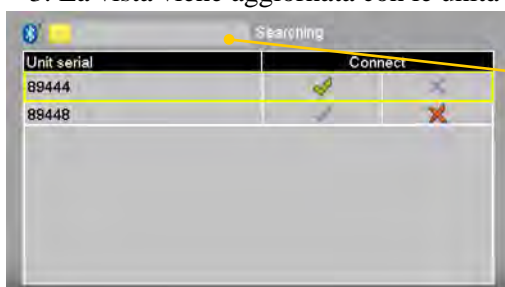 3. La vista viene aggiornata con le unità
Searching
Unit serial Connect
89444
89448